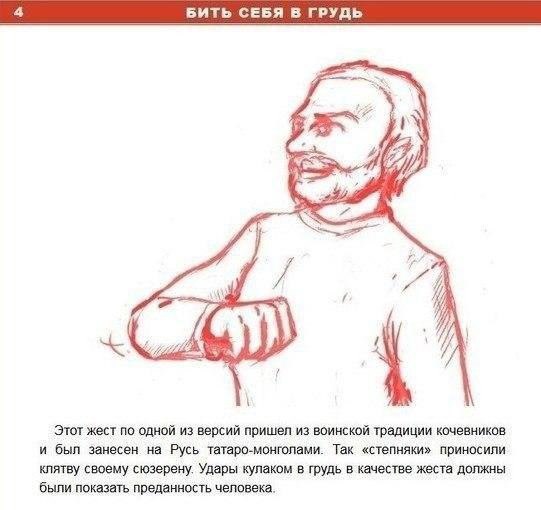 4
БИТЬ СЕБЯ В ГРУДЬ
Этот жест по одной из версий пришел из воинской традиции кочевников
и был занесен на Русь татаро-монголами. Так «степняки» приносили
клятву своему сюзерену. Удары кулаком в грудь в качестве жеста должны
были показать преданность человека.